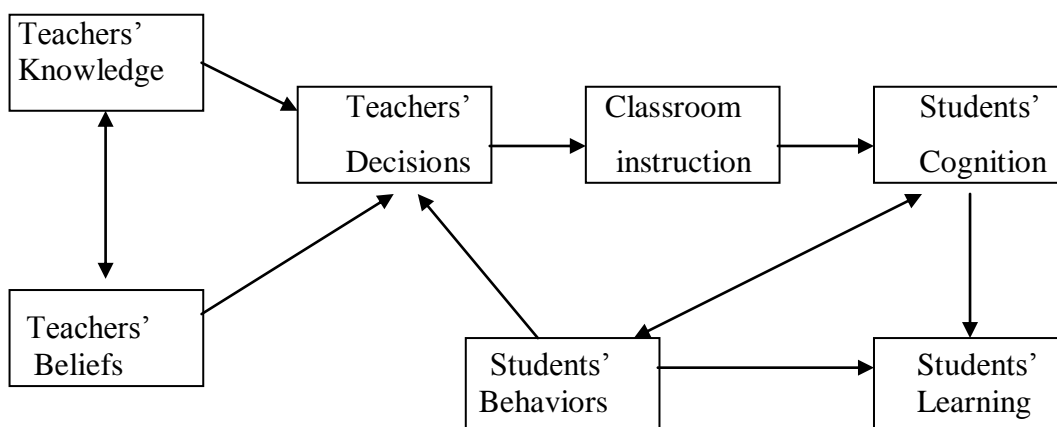 Teachers’
Knowledge
Teachers’
Decisions
Classroom
instruction
Students’
Cognition
Teachers’
Beliefs
Students’
Behaviors
Students’
Learning